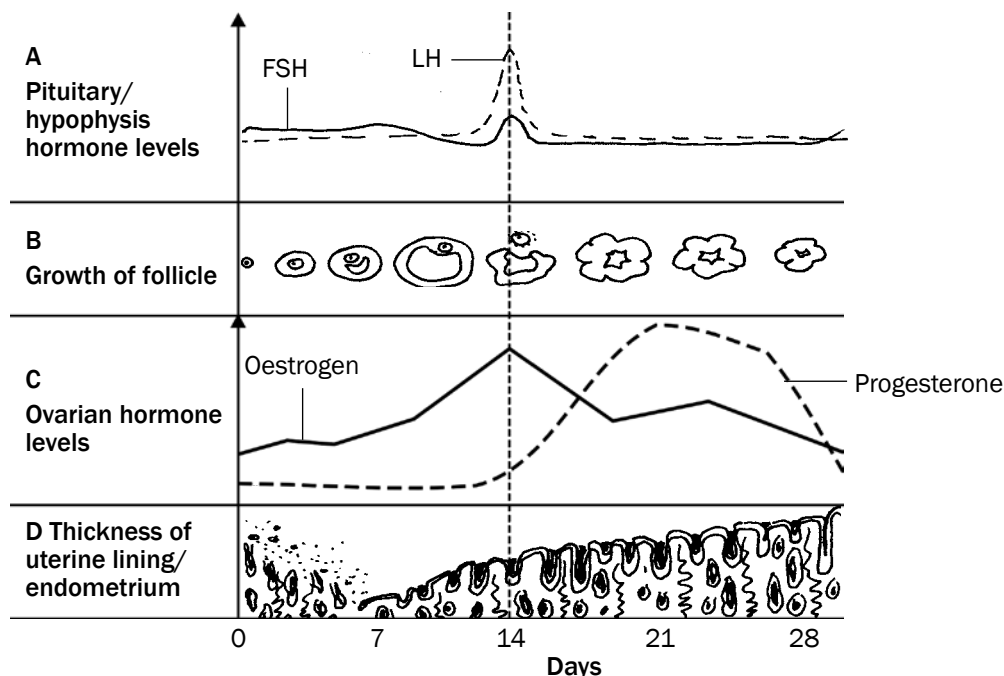 A
Pituitary/
hypophysis
hormone levels
FSH
LH
B
Growth of follicle
C
Ovarian hormone
levels
Oestrogen
Progesterone
D Thickness of
uterine lining/
endometrium
0 7 14 21 28
Days